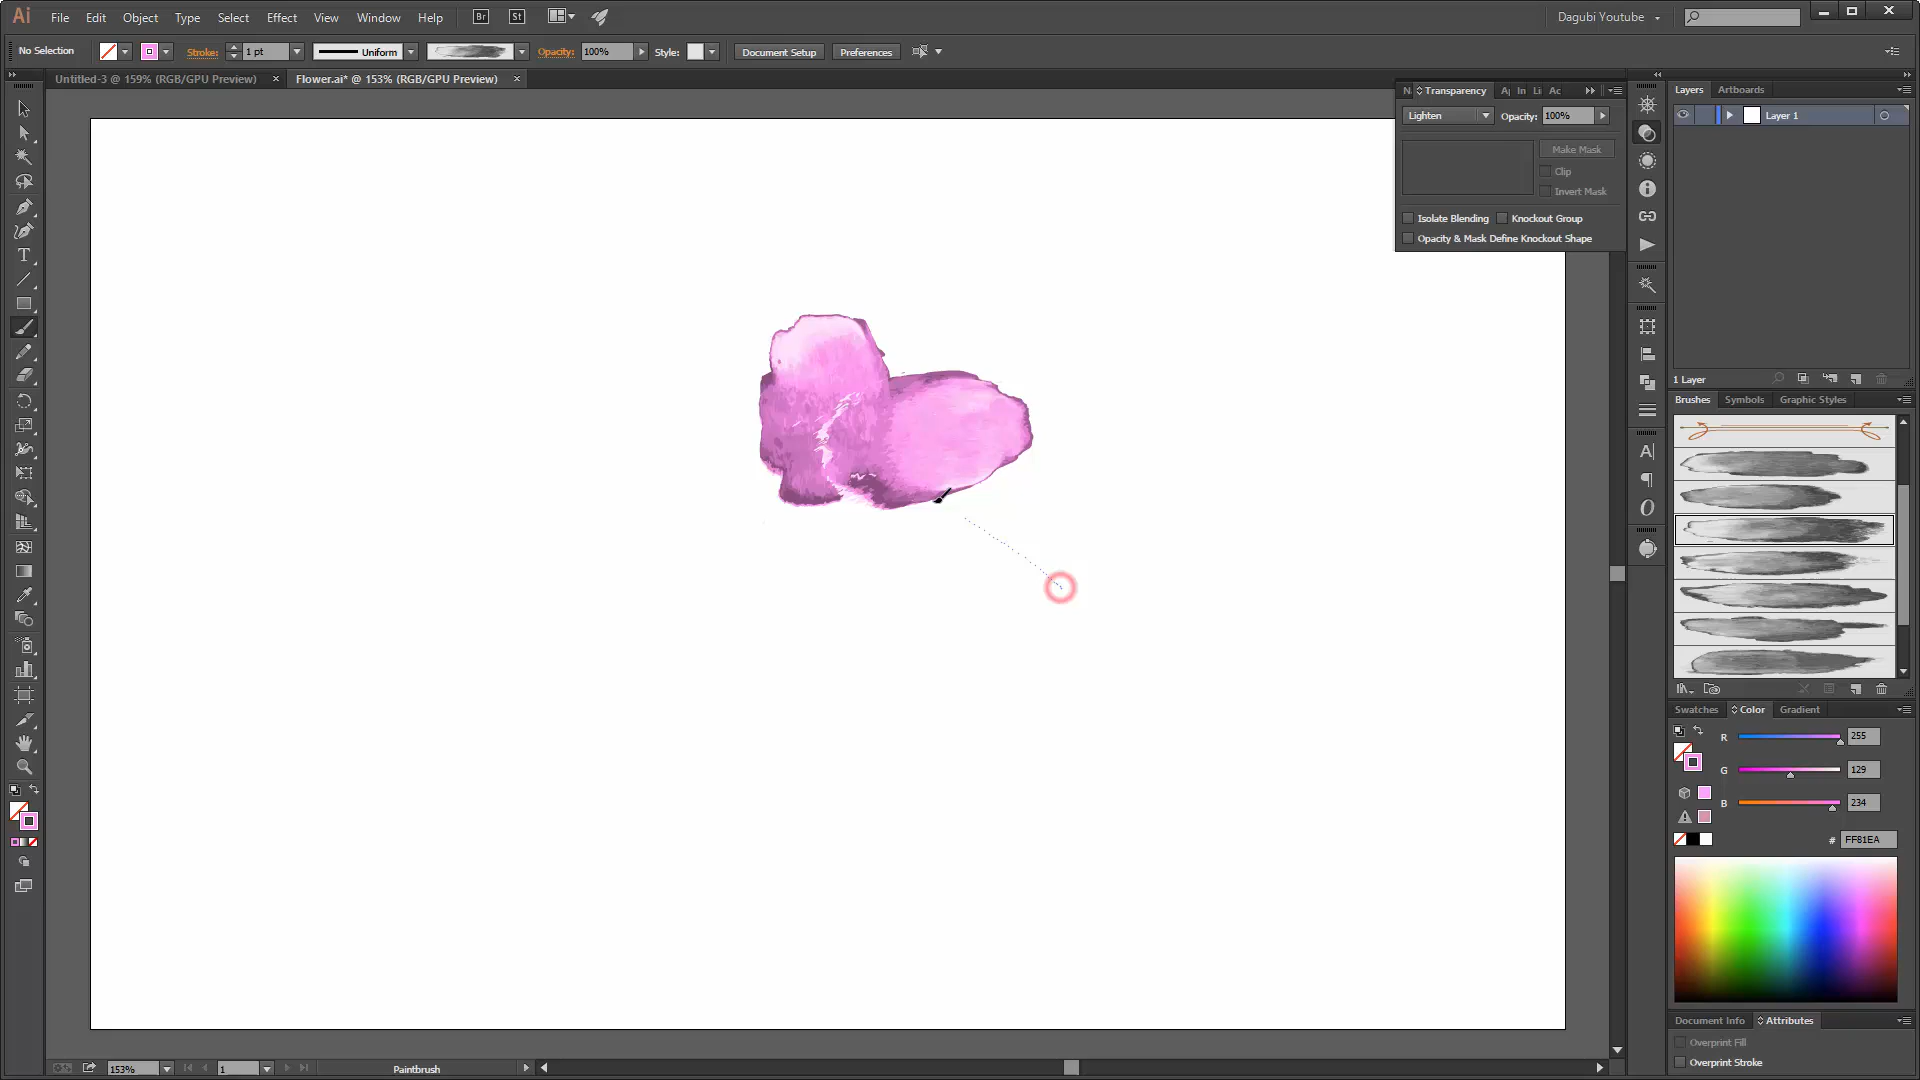 Ai File Edit Object Type Select Effect View Window Help Br St Dagubi Youtube
No Selection Stroke: 1 pt Uniform Opacity: 100% Style: Document Setup Preferences
Untitled-3 @ 159% (RGB/GPU Preview) × Flower.ai* @ 153% (RGB/GPU Preview) ×
Transparency
Lighten Opacity: 100%
Make Mask
Clip
Invert Mask
Isolate Blending Knockout Group
Opacity & Mask Define Knockout Shape
Layers Artboards
Layer 1
1 Layer
Brushes Symbols Graphic Styles
Swatches Color Gradient
R 255
G 129
B 234
# FF81EA
Document Info Attributes
Overprint Fill
Overprint Stroke
153% 1 Paintbrush